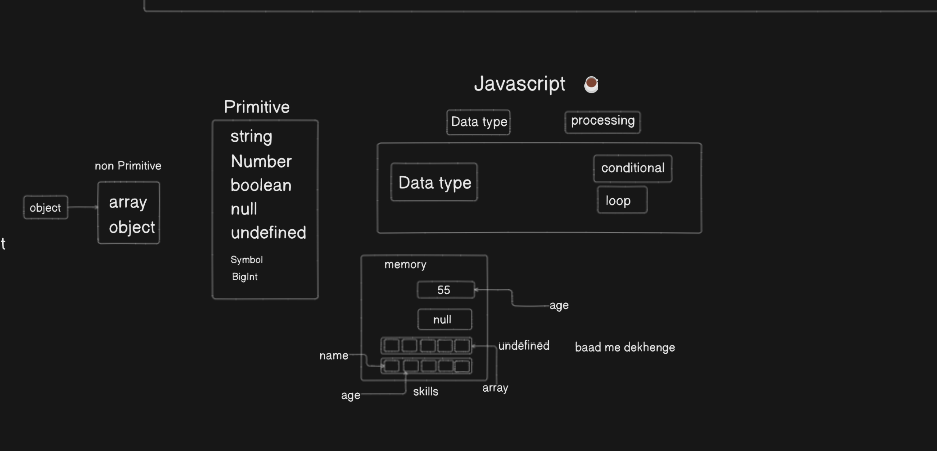 Javascript
Data type
processing
Data type
conditional
loop
Primitive
string
Number
boolean
null
undefined
Symbol
BigInt
non Primitive
object
array
object
t
memory
55
age
null
undefined
baad me dekhenge
name
age
skills
array